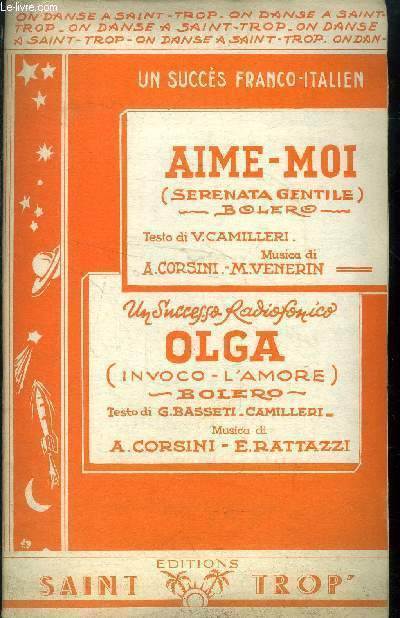 Le-livre.com
ON DANSE A SAINT-TROP. ON DANSE A SAINT-
TROP. ON DANSE A SAINT-TROP. ON DANSE
A SAINT-TROP-ON DANSE A SAINT-TROP. ON DAN-
UN SUCCÈS FRANCO-ITALIEN
AIME-MOI
(SERENATA GENTILE)
BOLERO
Testo di V. CAMILLERI.
Musica di
A. CORSINI.-M. VENERIN
Un Successo Radiofonico
OLGA
(INVOCO-L'AMORE)
BOLERO
Testo di G. BASSETI_CAMILLERI_
Musica di
A. CORSINI - E. RATTAZZI
EDITIONS
SAINT TROP'